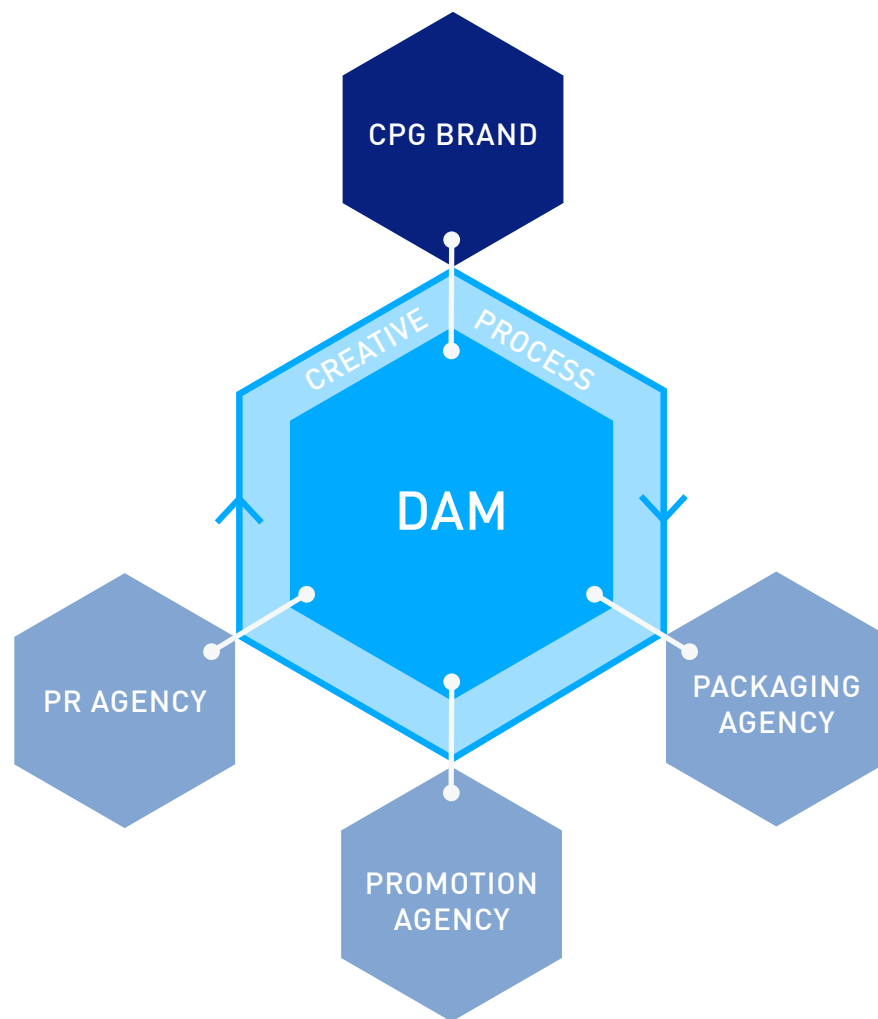 CPG BRAND
CREATIVE PROCESS
DAM
PR AGENCY
PACKAGING
AGENCY
PROMOTION
AGENCY